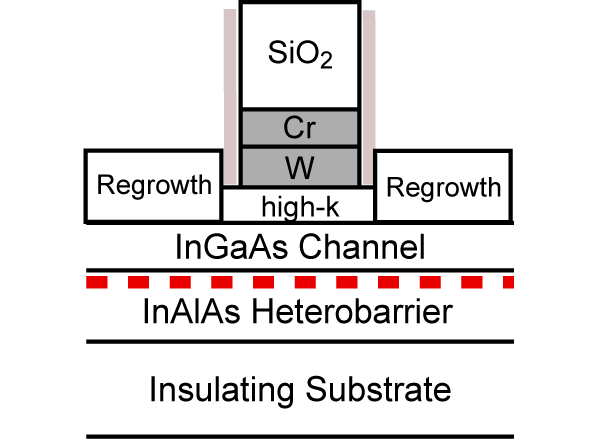 SiO2
Cr
W
Regrowth
high-k
Regrowth
InGaAs Channel
InAlAs Heterobarrier
Insulating Substrate